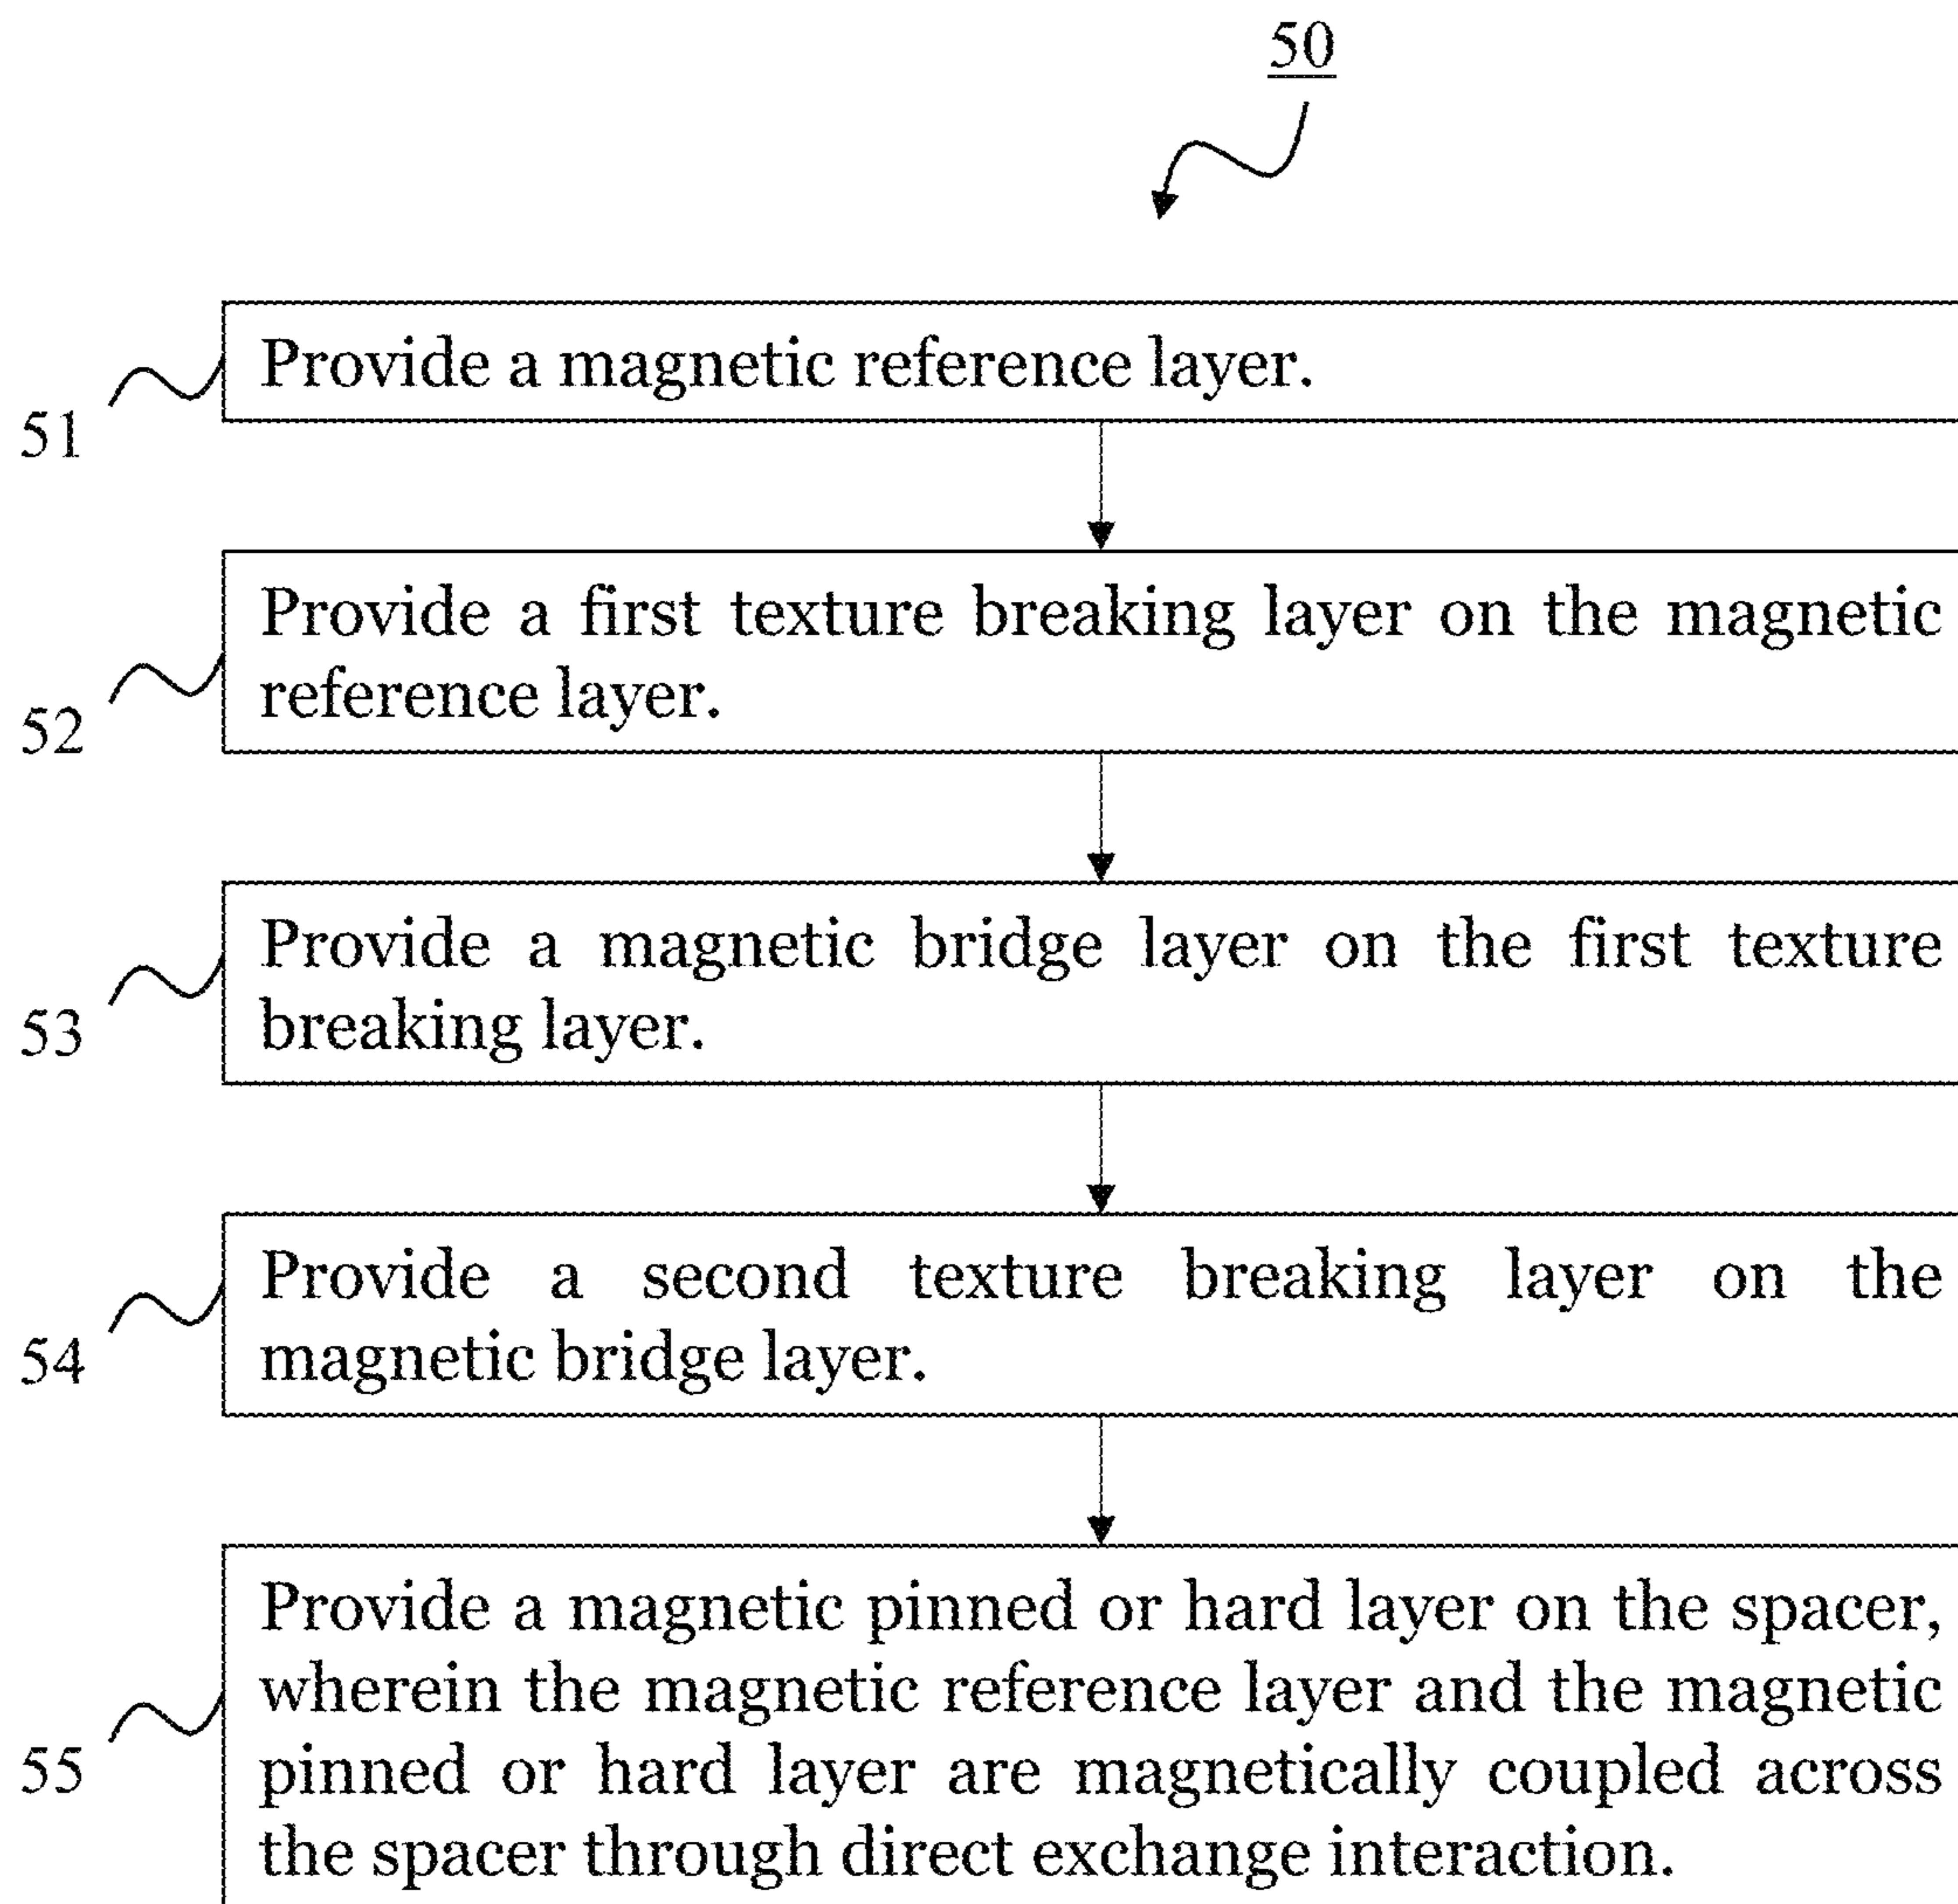 50
51
Provide a magnetic reference layer.
52
Provide a first texture breaking layer on the magnetic
reference layer.
53
Provide a magnetic bridge layer on the first texture
breaking layer.
54
Provide a second texture breaking layer on the
magnetic bridge layer.
55
Provide a magnetic pinned or hard layer on the spacer,
wherein the magnetic reference layer and the magnetic
pinned or hard layer are magnetically coupled across
the spacer through direct exchange interaction.